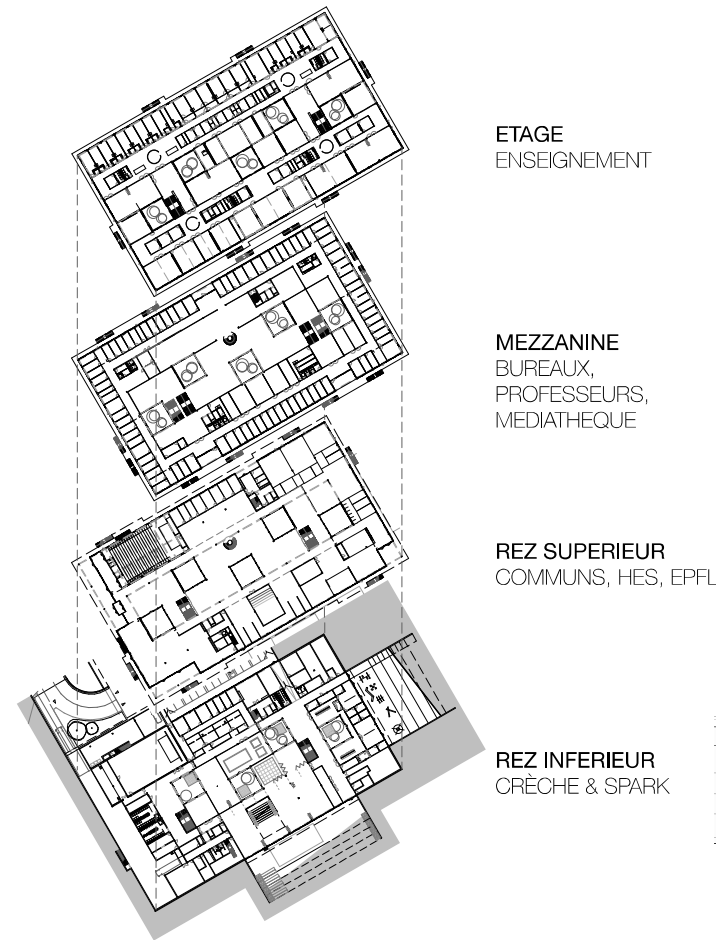 ETAGE
ENSEIGNEMENT
MEZZANINE
BUREAUX,
PROFESSEURS,
MEDIATHEQUE
REZ SUPERIEUR
COMMUNS, HES, EPFL
REZ INFERIEUR
CRÈCHE & SPARK